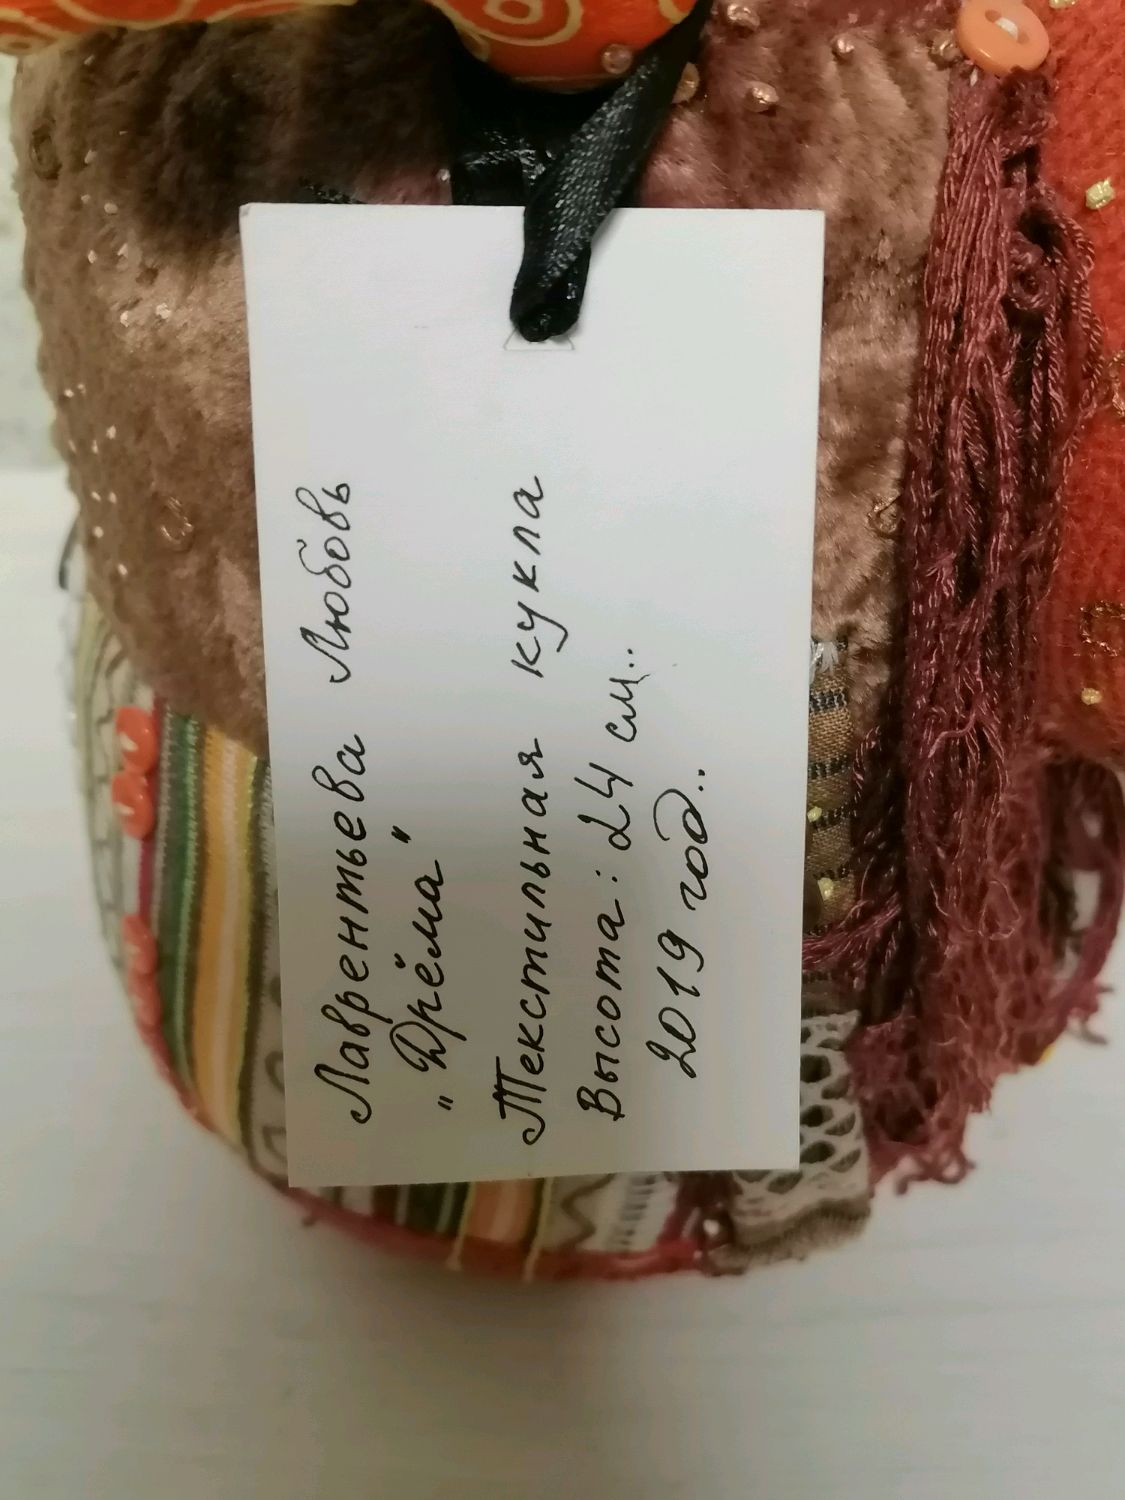 Лаврентьева Любовь
"Дрёма"
Текстильная кукла
Высота: 24 см..
2019 год..